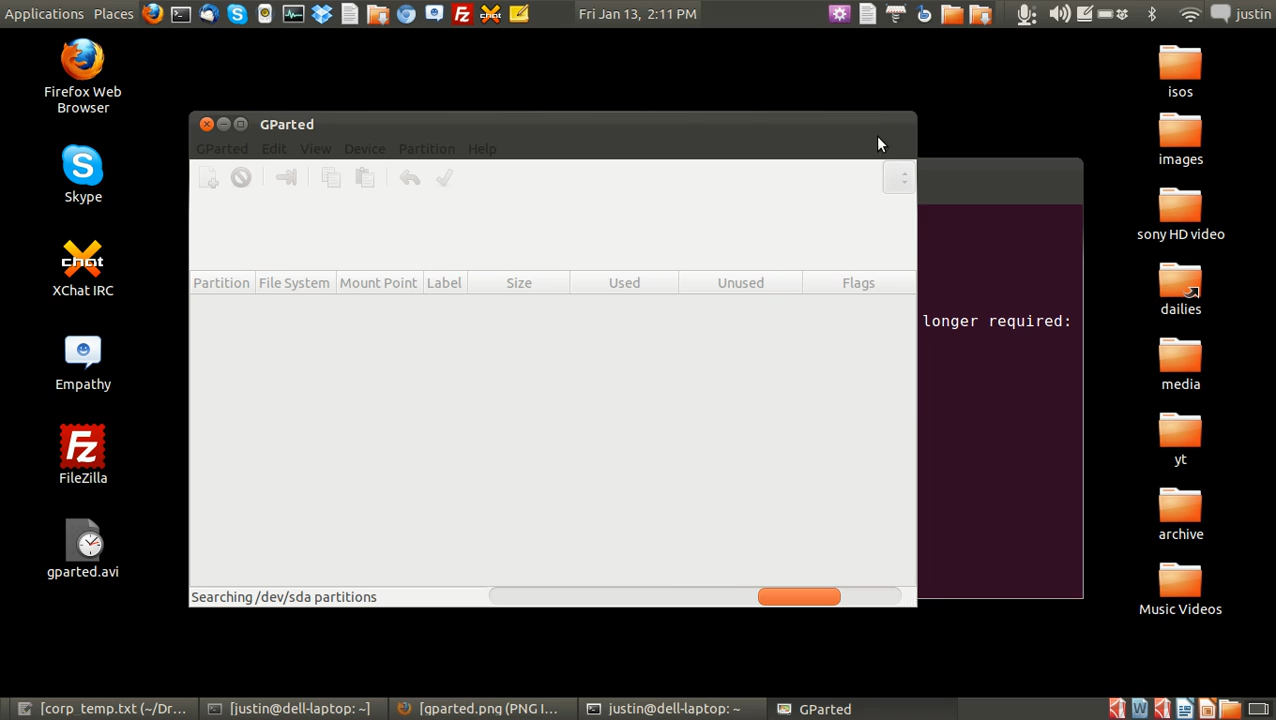 Applications Places
Fri Jan 13, 2:11 PM
justin
Firefox Web
Browser
Skype
XChat IRC
Empathy
FileZilla
gparted.avi
GParted
GParted Edit View Device Partition Help
Partition File System Mount Point Label Size Used Unused Flags
longer required:
Searching /dev/sda partitions
isos
images
sony HD video
dailies
media
yt
archive
Music Videos
[corp_temp.txt (~/Dr...
[justin@dell-laptop: ~]
[gparted.png (PNG I...
justin@dell-laptop: ~
GParted